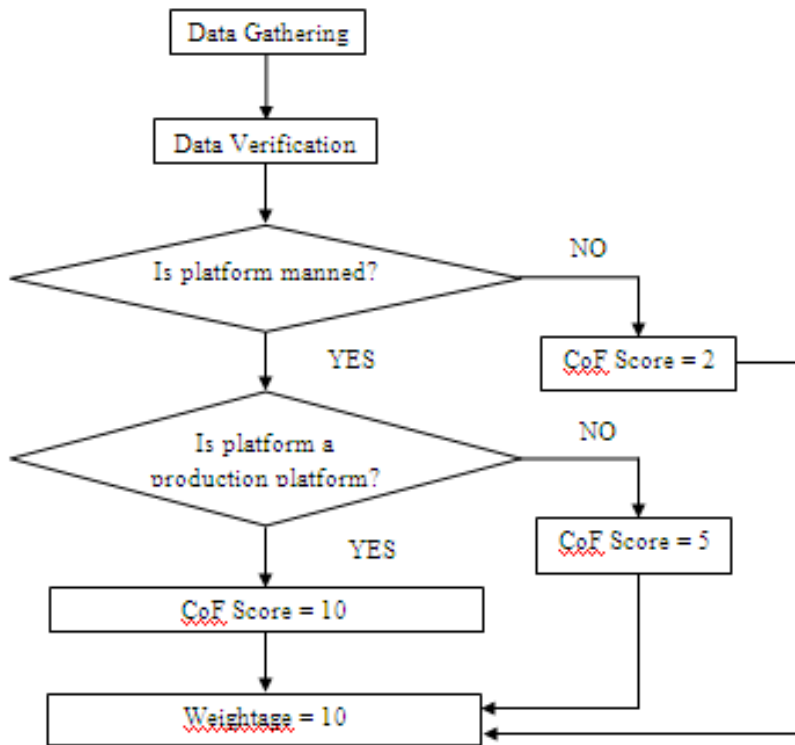 Data Gathering
Data Verification
Is platform manned?
NO
YES
CoF Score = 2
Is platform a
production platform?
NO
YES
CoF Score = 5
CoF Score = 10
Weightage = 10